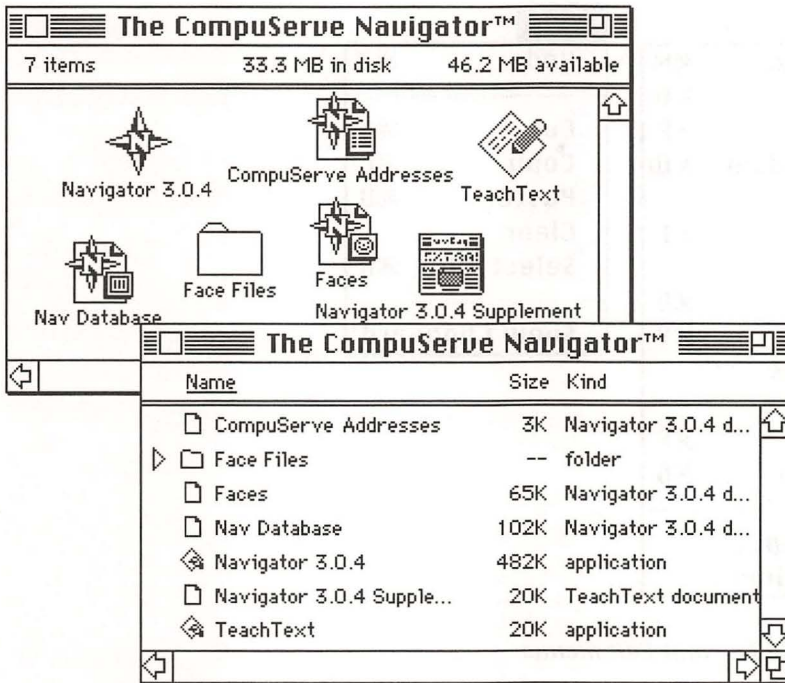 The CompuServe Navigator™
7 items 33.3 MB in disk 46.2 MB available
Navigator 3.0.4
CompuServe Addresses
TeachText
Nav Database
Face Files
Faces
EXTRA!
Navigator 3.0.4 Supplement
The CompuServe Navigator™
Name Size Kind
CompuServe Addresses 3K Navigator 3.0.4 d...
Face Files -- folder
Faces 65K Navigator 3.0.4 d...
Nav Database 102K Navigator 3.0.4 d...
Navigator 3.0.4 482K application
Navigator 3.0.4 Supple... 20K TeachText document
TeachText 20K application